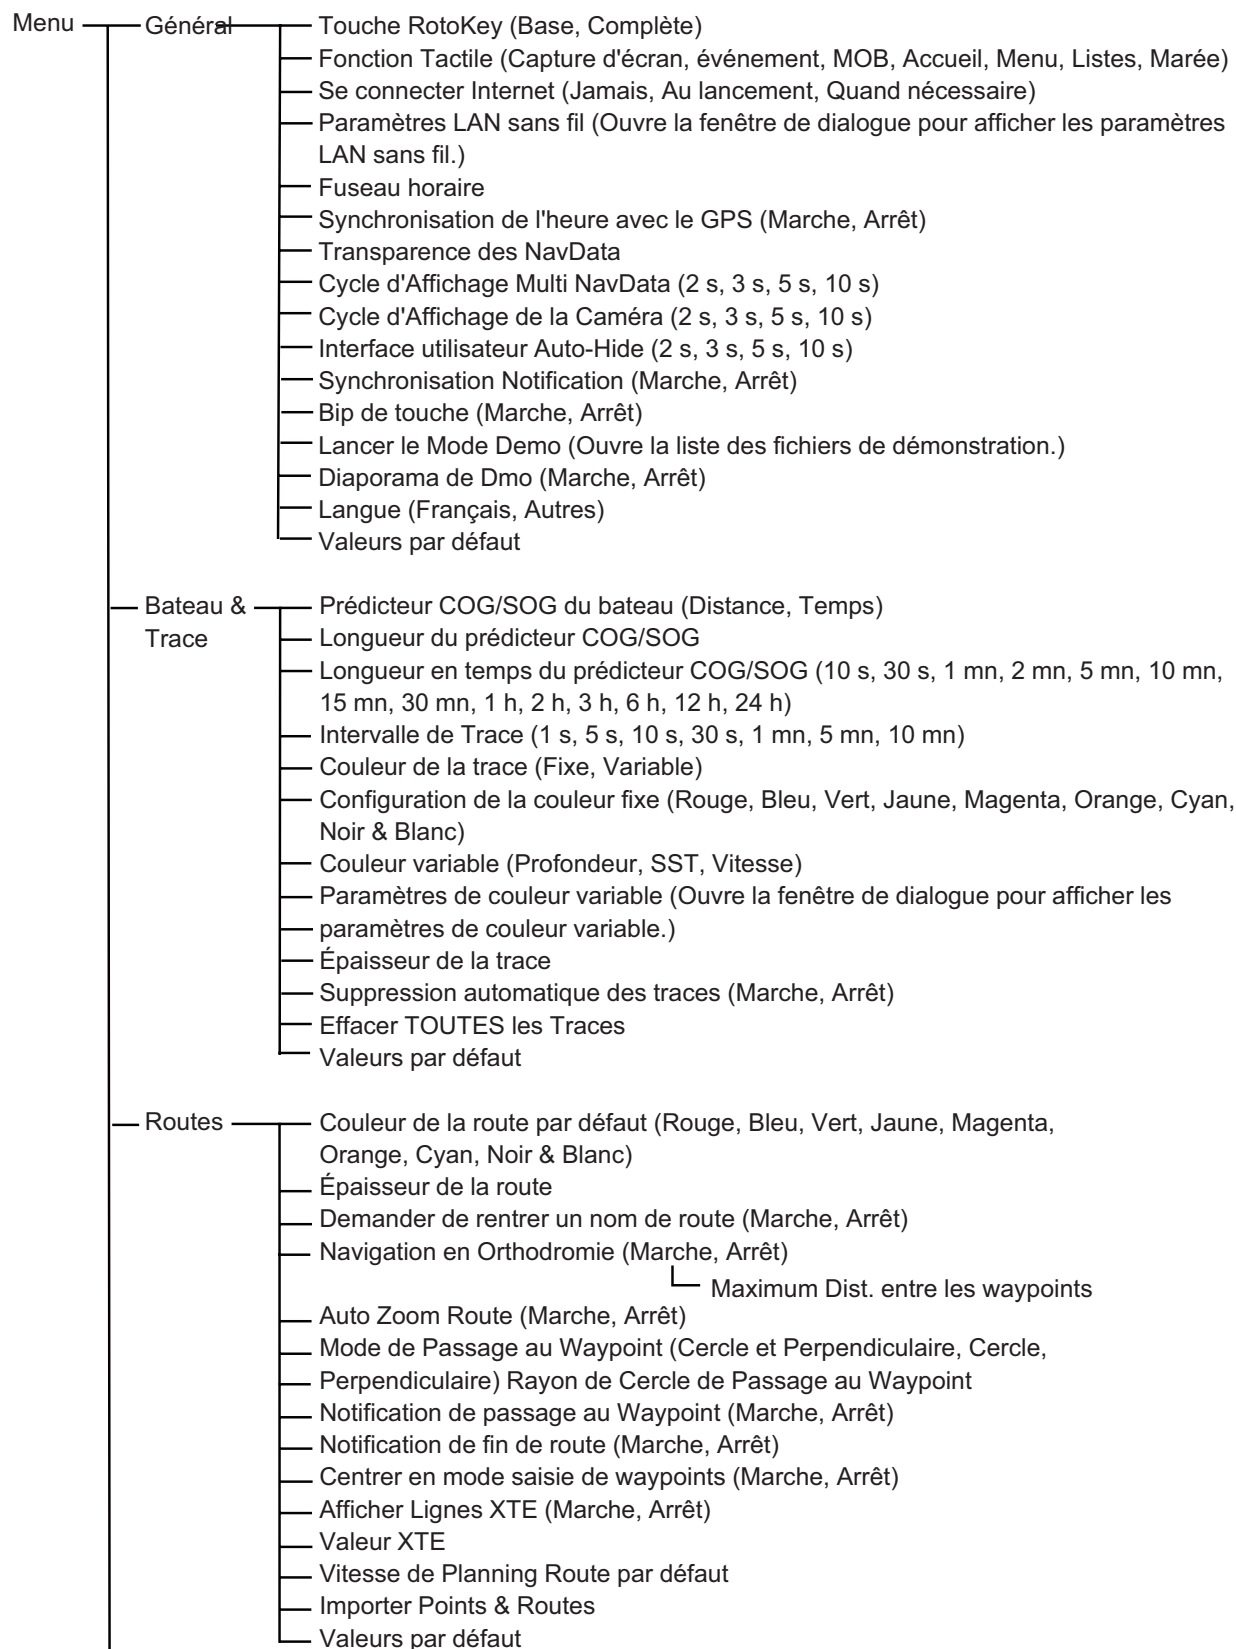 Menu
Général
Touche RotoKey (Base, Complète)
Fonction Tactile (Capture d'écran, événement, MOB, Accueil, Menu, Listes, Marée)
Se connecter Internet (Jamais, Au lancement, Quand nécessaire)
Paramètres LAN sans fil (Ouvre la fenêtre de dialogue pour afficher les paramètres
LAN sans fil.)
Fuseau horaire
Synchronisation de l'heure avec le GPS (Marche, Arrêt)
Transparence des NavData
Cycle d'Affichage Multi NavData (2 s, 3 s, 5 s, 10 s)
Cycle d'Affichage de la Caméra (2 s, 3 s, 5 s, 10 s)
Interface utilisateur Auto-Hide (2 s, 3 s, 5 s, 10 s)
Synchronisation Notification (Marche, Arrêt)
Bip de touche (Marche, Arrêt)
Lancer le Mode Demo (Ouvre la liste des fichiers de démonstration.)
Diaporama de Dmo (Marche, Arrêt)
Langue (Français, Autres)
Valeurs par défaut
Bateau &
Trace
Prédicteur COG/SOG du bateau (Distance, Temps)
Longueur du prédicteur COG/SOG
Longueur en temps du prédicteur COG/SOG (10 s, 30 s, 1 mn, 2 mn, 5 mn, 10 mn,
15 mn, 30 mn, 1 h, 2 h, 3 h, 6 h, 12 h, 24 h)
Intervalle de Trace (1 s, 5 s, 10 s, 30 s, 1 mn, 5 mn, 10 mn)
Couleur de la trace (Fixe, Variable)
Configuration de la couleur fixe (Rouge, Bleu, Vert, Jaune, Magenta, Orange, Cyan,
Noir & Blanc)
Couleur variable (Profondeur, SST, Vitesse)
Paramètres de couleur variable (Ouvre la fenêtre de dialogue pour afficher les
paramètres de couleur variable.)
Épaisseur de la trace
Suppression automatique des traces (Marche, Arrêt)
Effacer TOUTES les Traces
Valeurs par défaut
Routes
Couleur de la route par défaut (Rouge, Bleu, Vert, Jaune, Magenta,
Orange, Cyan, Noir & Blanc)
Épaisseur de la route
Demander de rentrer un nom de route (Marche, Arrêt)
Navigation en Orthodromie (Marche, Arrêt)
Maximum Dist. entre les waypoints
Auto Zoom Route (Marche, Arrêt)
Mode de Passage au Waypoint (Cercle et Perpendiculaire, Cercle,
Perpendiculaire) Rayon de Cercle de Passage au Waypoint
Notification de passage au Waypoint (Marche, Arrêt)
Notification de fin de route (Marche, Arrêt)
Centrer en mode saisie de waypoints (Marche, Arrêt)
Afficher Lignes XTE (Marche, Arrêt)
Valeur XTE
Vitesse de Planning Route par défaut
Importer Points & Routes
Valeurs par défaut